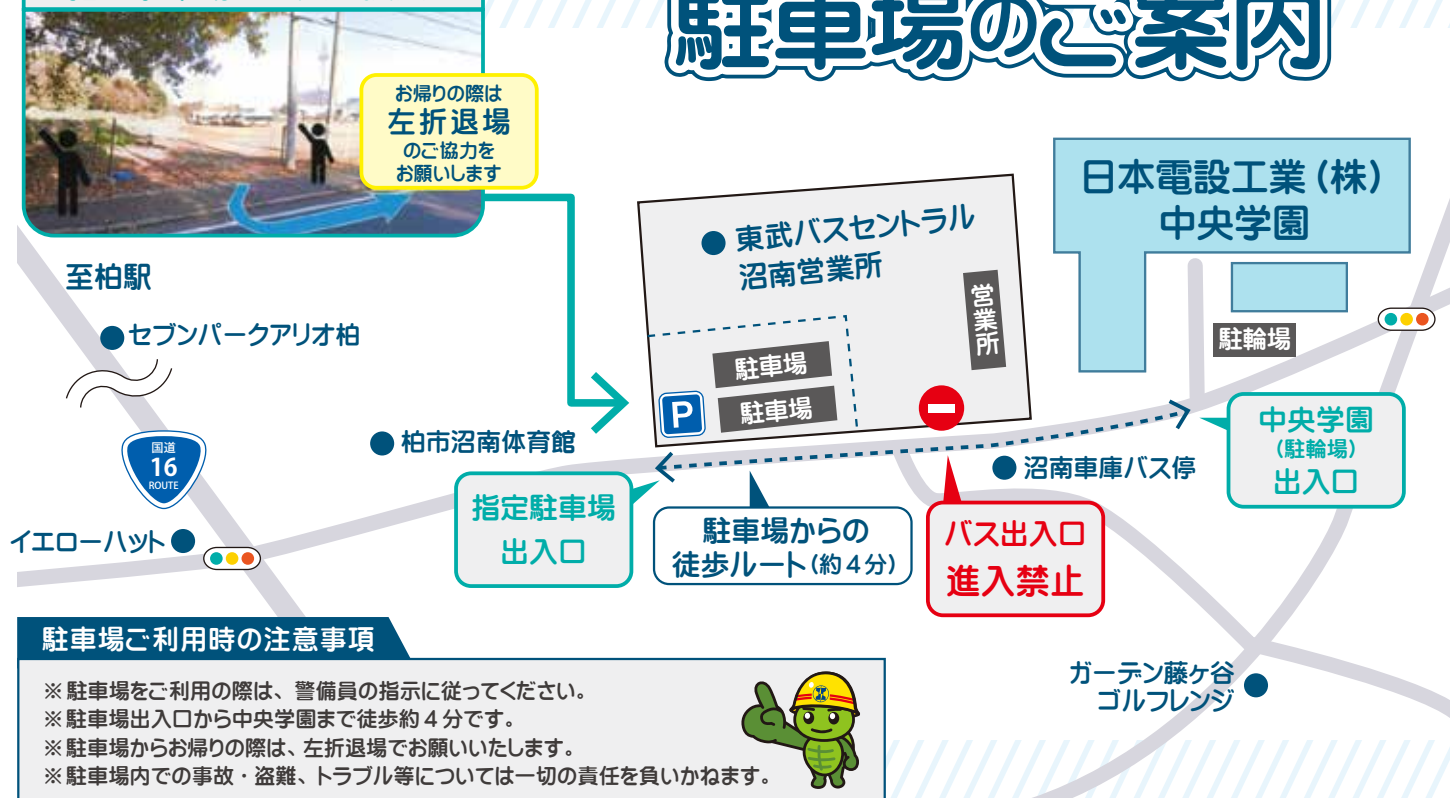 駐車場のご案内
お帰りの際は
左折退場
のご協力を
お願いします
日本電設工業(株)
中央学園
東武バスセントラル
沼南営業所
営業所
駐車場
駐車場
P
駐輪場
至柏駅
セブンパークアリオ柏
国道
16
ROUTE
柏市沼南体育館
イエローハット
沼南車庫バス停
中央学園
(駐輪場)
出入口
指定駐車場
出入口
駐車場からの
徒歩ルート(約4分)
バス出入口
進入禁止
ガーデン藤ヶ谷
ゴルフレンジ
駐車場ご利用時の注意事項
※駐車場をご利用の際は、警備員の指示に従ってください。
※駐車場出入口から中央学園まで徒歩約4分です。
※駐車場からお帰りの際は、左折退場でお願いいたします。
※駐車場内での事故・盗難、トラブル等については一切の責任を負いかねます。